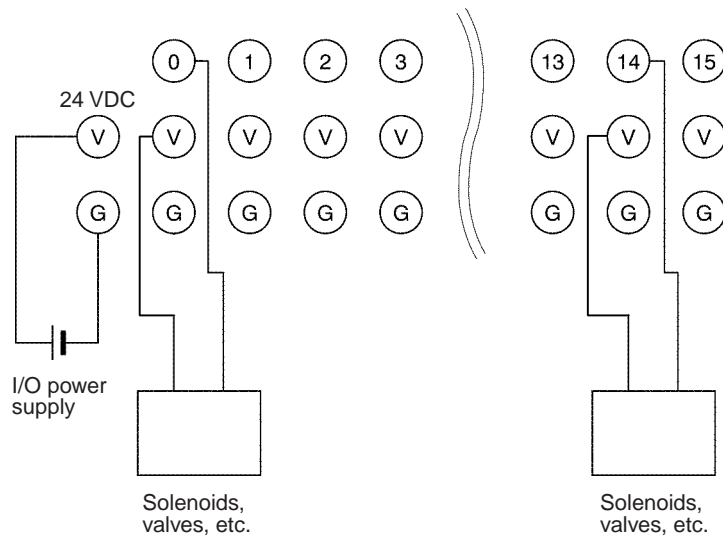 0 1 2 3 13 14 15
24 VDC
V V V V V V V V
G G G G G G G G
I/O power
supply
Solenoids,
valves, etc.
Solenoids,
valves, etc.